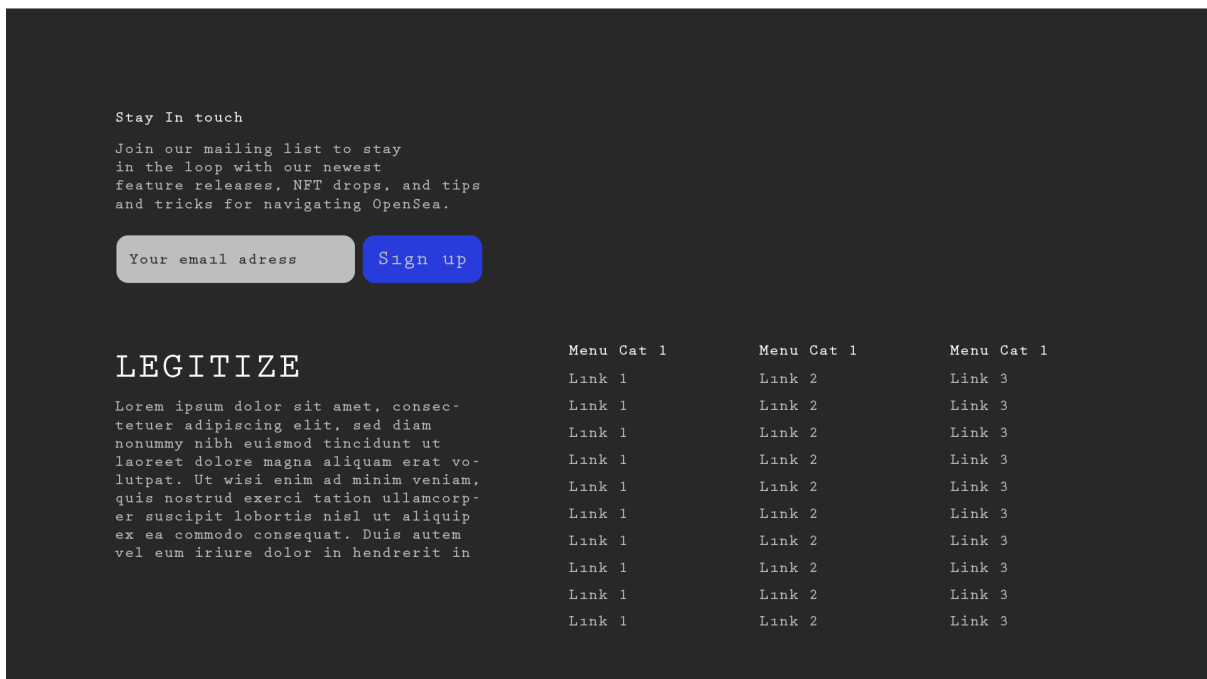 Stay In touch
Join our mailing list to stay
in the loop with our newest
feature releases, NFT drops, and tips
and tricks for navigating OpenSea.
Your email adress
Sign up
LEGITIZE
Lorem ipsum dolor sit amet, consec-
tetuer adipiscing elit, sed diam
nonummy nibh euismod tincidunt ut
laoreet dolore magna aliquam erat vo-
lutpat. Ut wisi enim ad minim veniam,
quis nostrud exerci tation ullamcorp-
er suscipit lobortis nisl ut aliquip
ex ea commodo consequat. Duis autem
vel eum iriure dolor in hendrerit in
Menu Cat 1
Link 1
Link 1
Link 1
Link 1
Link 1
Link 1
Link 1
Link 1
Link 1
Link 1
Menu Cat 1
Link 2
Link 2
Link 2
Link 2
Link 2
Link 2
Link 2
Link 2
Link 2
Link 2
Menu Cat 1
Link 3
Link 3
Link 3
Link 3
Link 3
Link 3
Link 3
Link 3
Link 3
Link 3